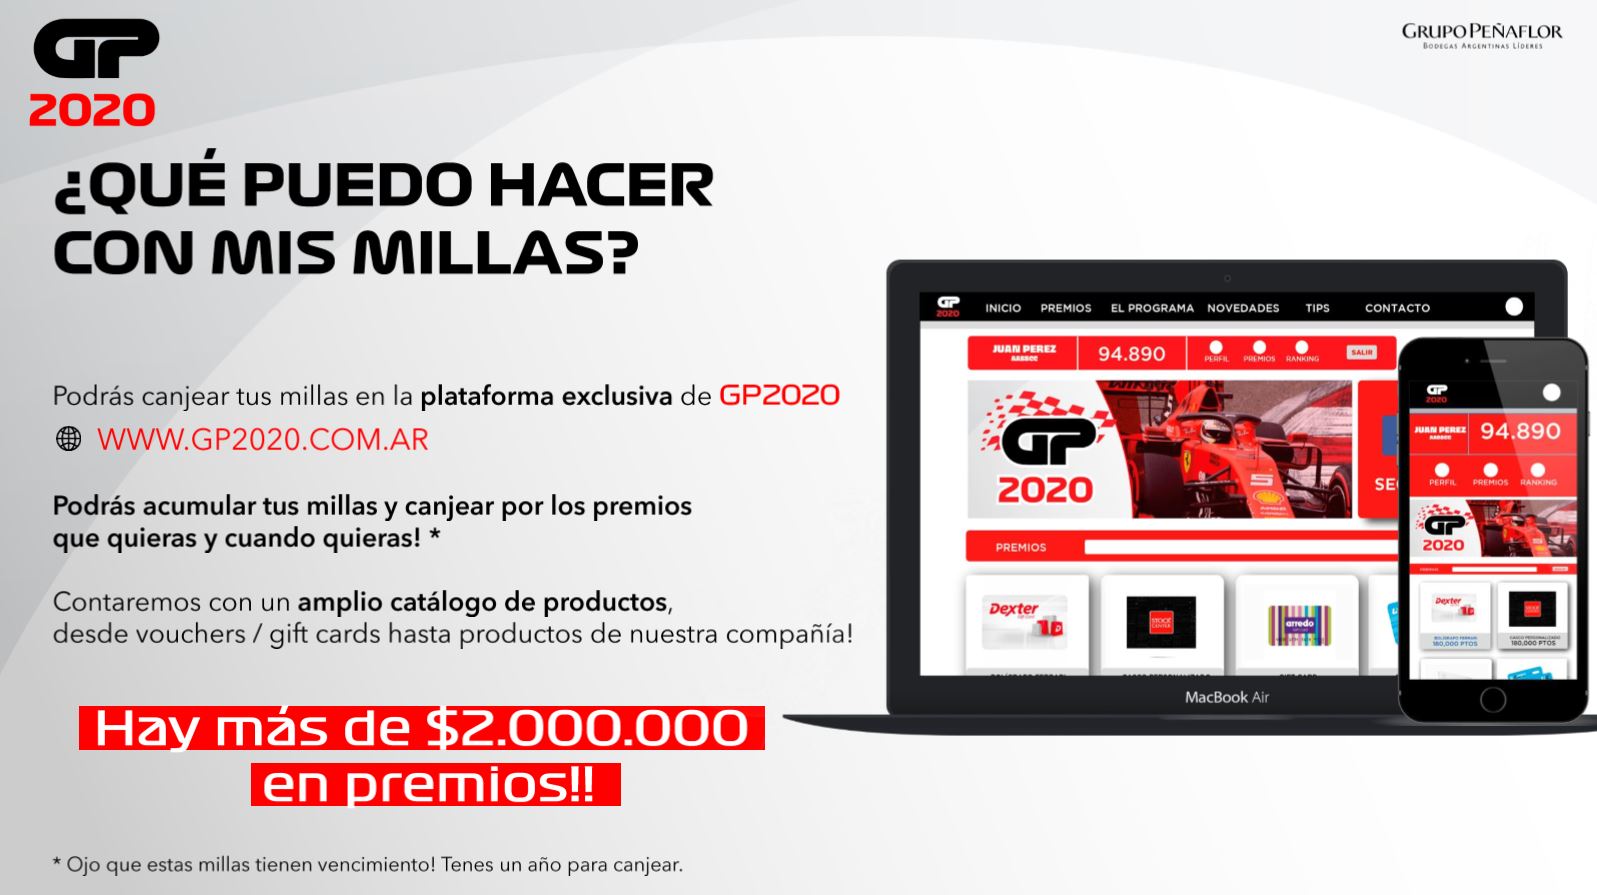 GP
2020
GRUPO PEÑAFLOR
BODEGAS ARGENTINAS LÍDERES
¿QUÉ PUEDO HACER
CON MIS MILLAS?
Podrás canjear tus millas en la plataforma exclusiva de GP2020
WWW.GP2020.COM.AR
Podrás acumular tus millas y canjear por los premios
que quieras y cuando quieras! *
Contaremos con un amplio catálogo de productos,
desde vouchers / gift cards hasta productos de nuestra compañía!
Hay más de $2.000.000
en premios!!
* Ojo que estas millas tienen vencimiento! Tenes un año para canjear.
GP
2020
INICIO PREMIOS EL PROGRAMA NOVEDADES TIPS CONTACTO
JUAN PEREZ
94.890
PERFIL PREMIOS RANKING
SALIR
GP
2020
SE
PREMIOS
Dexter
STOCK
CENTER
arredo
MacBook Air
GP
2020
JUAN PEREZ
94.890
PERFIL PREMIOS RANKING
GP
2020
Dexter
BOLÍGRAFO FERRARI
180,000 PTOS
CASCO PERSONALIZADO
180,000 PTOS